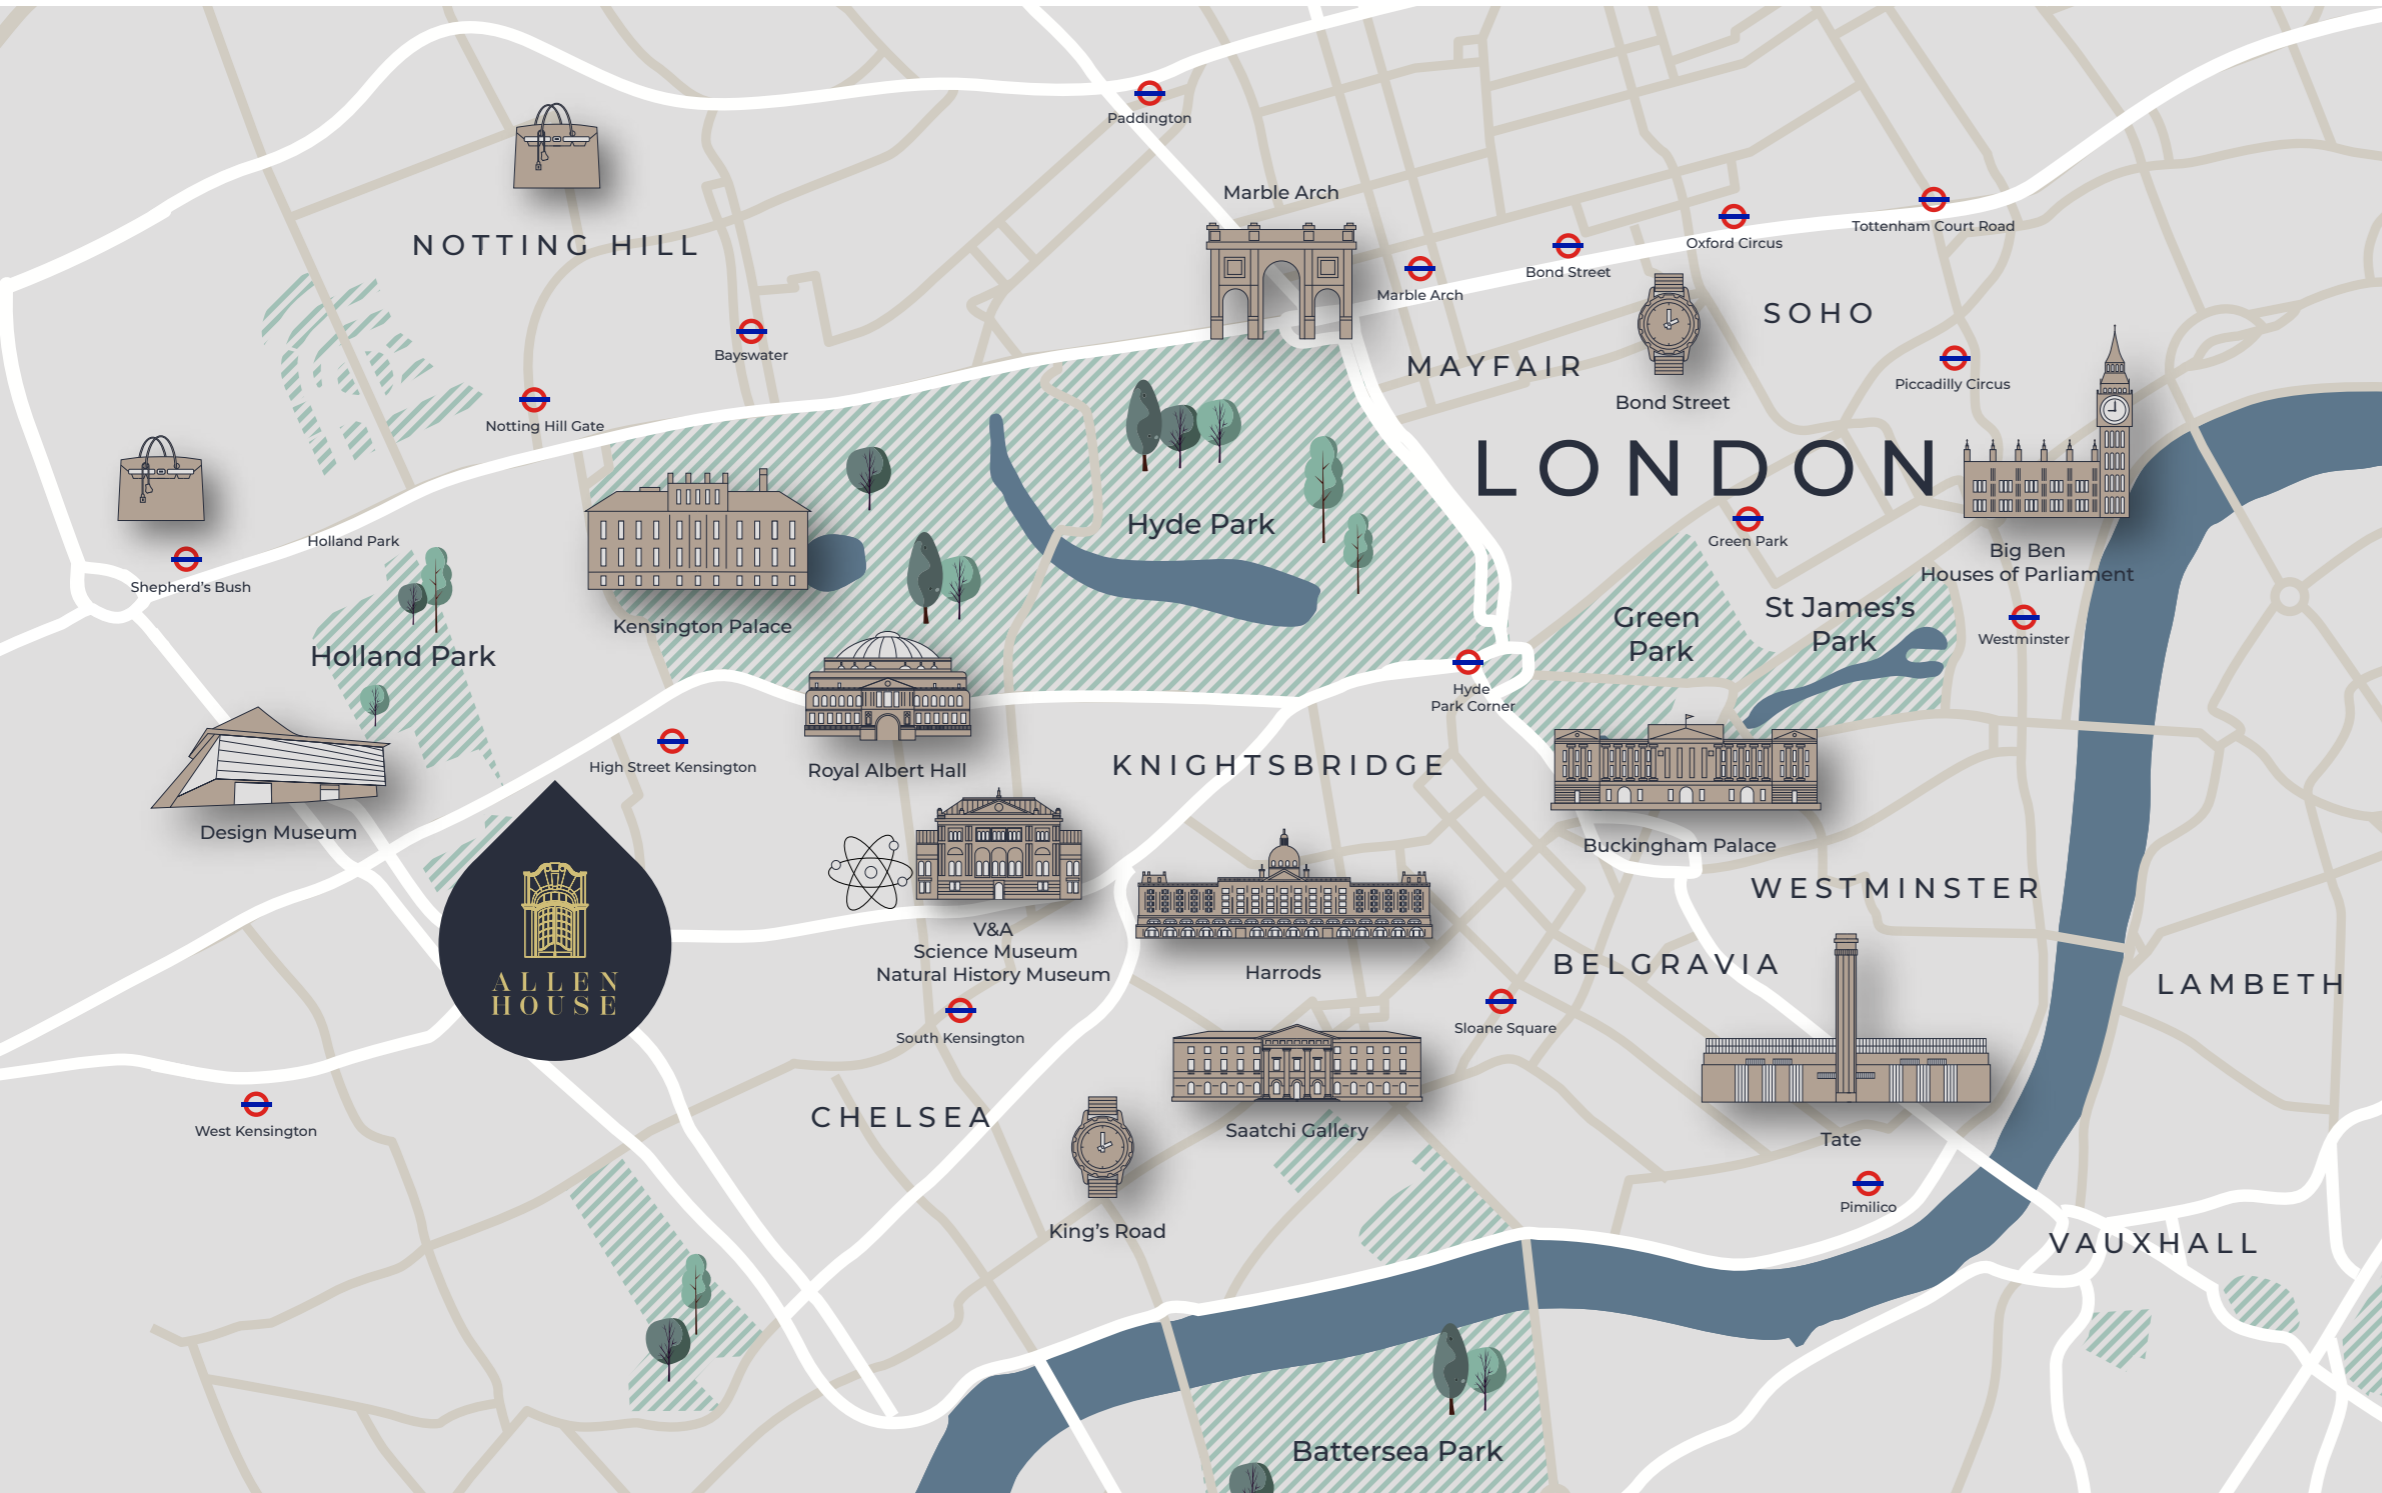 Paddington
Marble Arch
NOTTING HILL
Tottenham Court Road
Oxford Circus
Bond Street
Marble Arch
SOHO
Bayswater
MAYFAIR
Piccadilly Circus
Bond Street
Notting Hill Gate
LONDON
Hyde Park
Holland Park
Green Park
Big Ben
Houses of Parliament
Shepherd's Bush
Kensington Palace
Green
Park
St James's
Park
Westminster
Holland Park
Hyde
Park Corner
High Street Kensington
Royal Albert Hall
KNIGHTSBRIDGE
Design Museum
Buckingham Palace
WESTMINSTER
V&A
Science Museum
Natural History Museum
Harrods
BELGRAVIA
LAMBETH
ALLEN
HOUSE
South Kensington
Sloane Square
West Kensington
CHELSEA
Saatchi Gallery
Tate
Pimilico
King's Road
VAUXHALL
Battersea Park